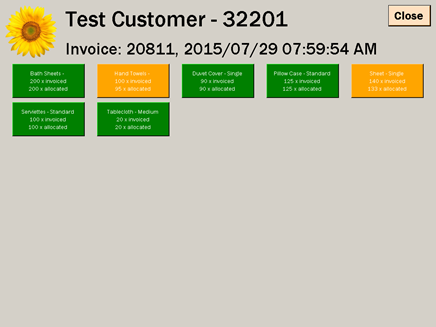 Test Customer - 32201
Close
Invoice: 20811, 2015/07/29 07:59:54 AM
Bath Sheets -
200 x invoiced
200 x allocated
Hand Towels -
100 x invoiced
95 x allocated
Duvet Cover - Single
90 x invoiced
90 x allocated
Pillow Case - Standard
125 x invoiced
125 x allocated
Sheet - Single
140 x invoiced
133 x allocated
Serviettes - Standard
100 x invoiced
100 x allocated
Tablecloth - Medium
20 x invoiced
20 x allocated